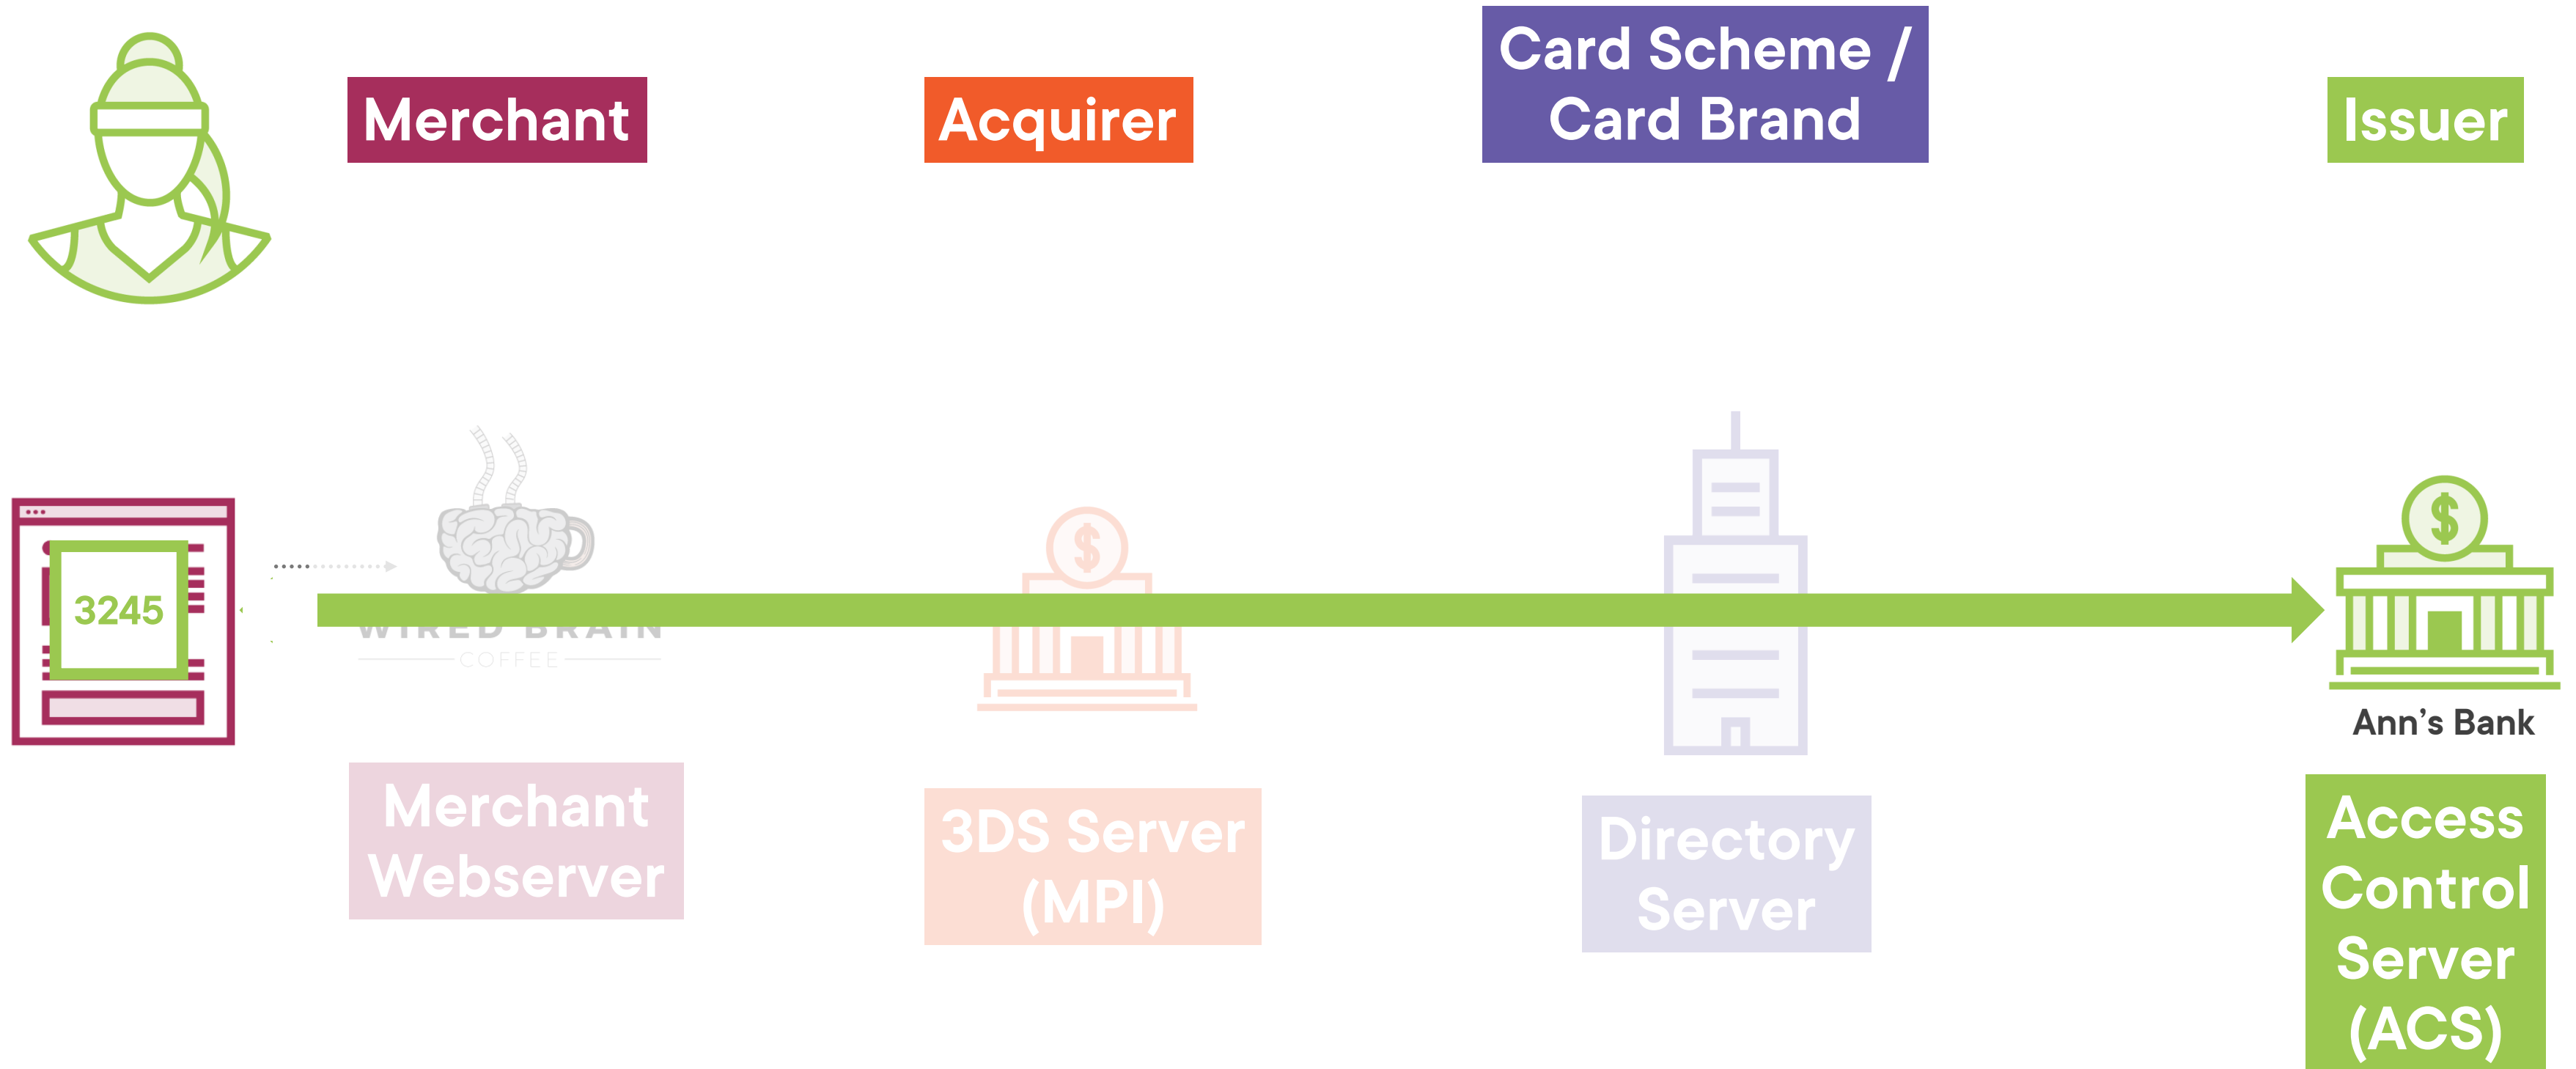 Merchant
Acquirer
Card Scheme /
Card Brand
Issuer
$
$
3245
WIRED BRAIN
COFFEE
Ann's Bank
Merchant
Webserver
3DS Server
(MPI)
Directory
Server
Access
Control
Server
(ACS)